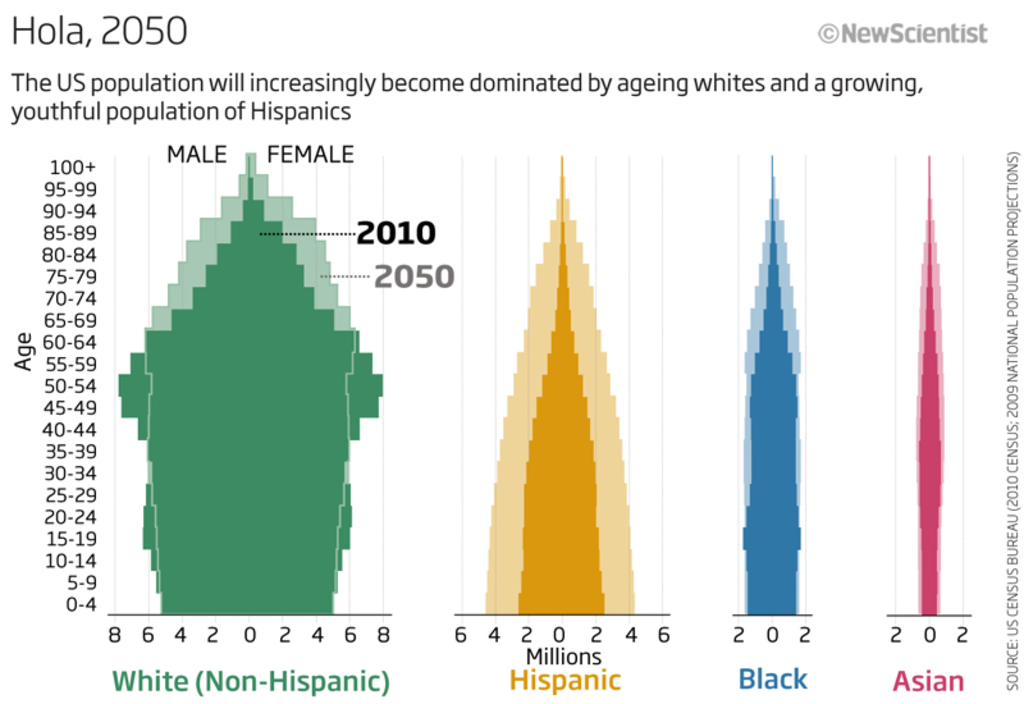 Hola, 2050
©NewScientist
The US population will increasingly become dominated by ageing whites and a growing,
youthful population of Hispanics
MALE FEMALE
100+
95-99
90-94
85-89
80-84
75-79
70-74
65-69
60-64
55-59
50-54
45-49
40-44
35-39
30-34
25-29
20-24
15-19
10-14
5-9
0-4
Age
2010
2050
8 6 4 2 0 2 4 6 8
6 4 2 0 2 4 6
2 0 2
2 0 2
Millions
White (Non-Hispanic)
Hispanic
Black
Asian
SOURCE: US CENSUS BUREAU (2010 CENSUS; 2009 NATIONAL POPULATION PROJECTIONS)